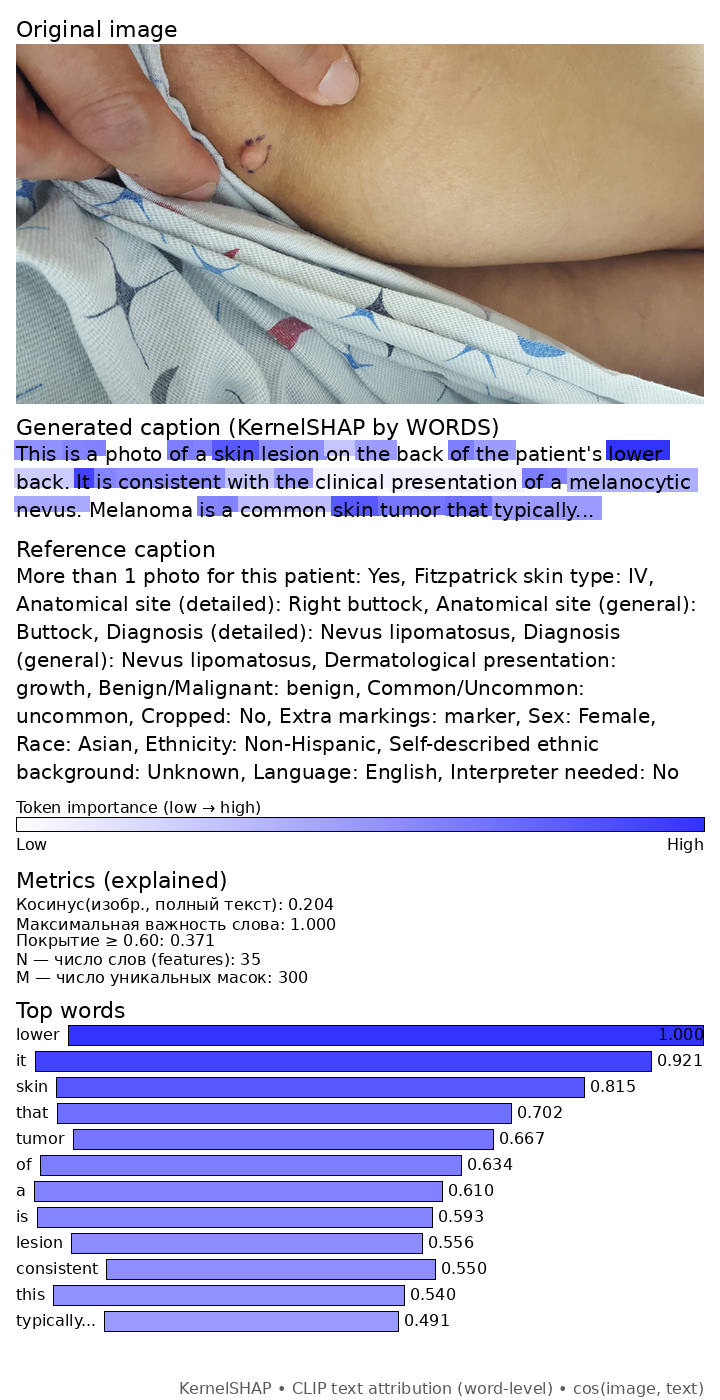 Original image
Generated caption (KernelSHAP by WORDS)
This is a photo of a skin lesion on the back of the patient's lower
back. It is consistent with the clinical presentation of a melanocytic
nevus. Melanoma is a common skin tumor that typically...
Reference caption
More than 1 photo for this patient: Yes, Fitzpatrick skin type: IV,
Anatomical site (detailed): Right buttock, Anatomical site (general):
Buttock, Diagnosis (detailed): Nevus lipomatosus, Diagnosis
(general): Nevus lipomatosus, Dermatological presentation:
growth, Benign/Malignant: benign, Common/Uncommon:
uncommon, Cropped: No, Extra markings: marker, Sex: Female,
Race: Asian, Ethnicity: Non-Hispanic, Self-described ethnic
background: Unknown, Language: English, Interpreter needed: No
Token importance (low → high)
Low High
Metrics (explained)
Косинус(изобр., полный текст): 0.204
Максимальная важность слова: 1.000
Покрытие ≥ 0.60: 0.371
N — число слов (features): 35
M — число уникальных масок: 300
Top words
lower 1.000
it 0.921
skin 0.815
that 0.702
tumor 0.667
of 0.634
a 0.610
is 0.593
lesion 0.556
consistent 0.550
this 0.540
typically... 0.491
KernelSHAP • CLIP text attribution (word-level) • cos(image, text)